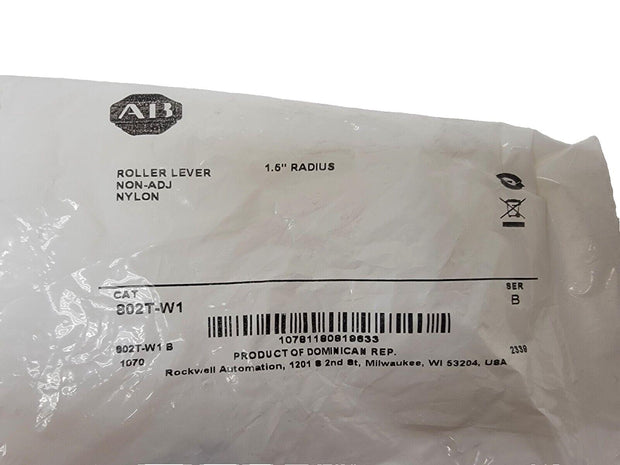 AB
ROLLER LEVER
NON-ADJ
NYLON
1.5" RADIUS
CAT
802T-W1
SER
B
10781180819633
802T-W1 B
1070
PRODUCT OF DOMINICAN REP.
2339
Rockwell Automation, 1201 S 2nd St, Milwaukee, WI 53204, USA